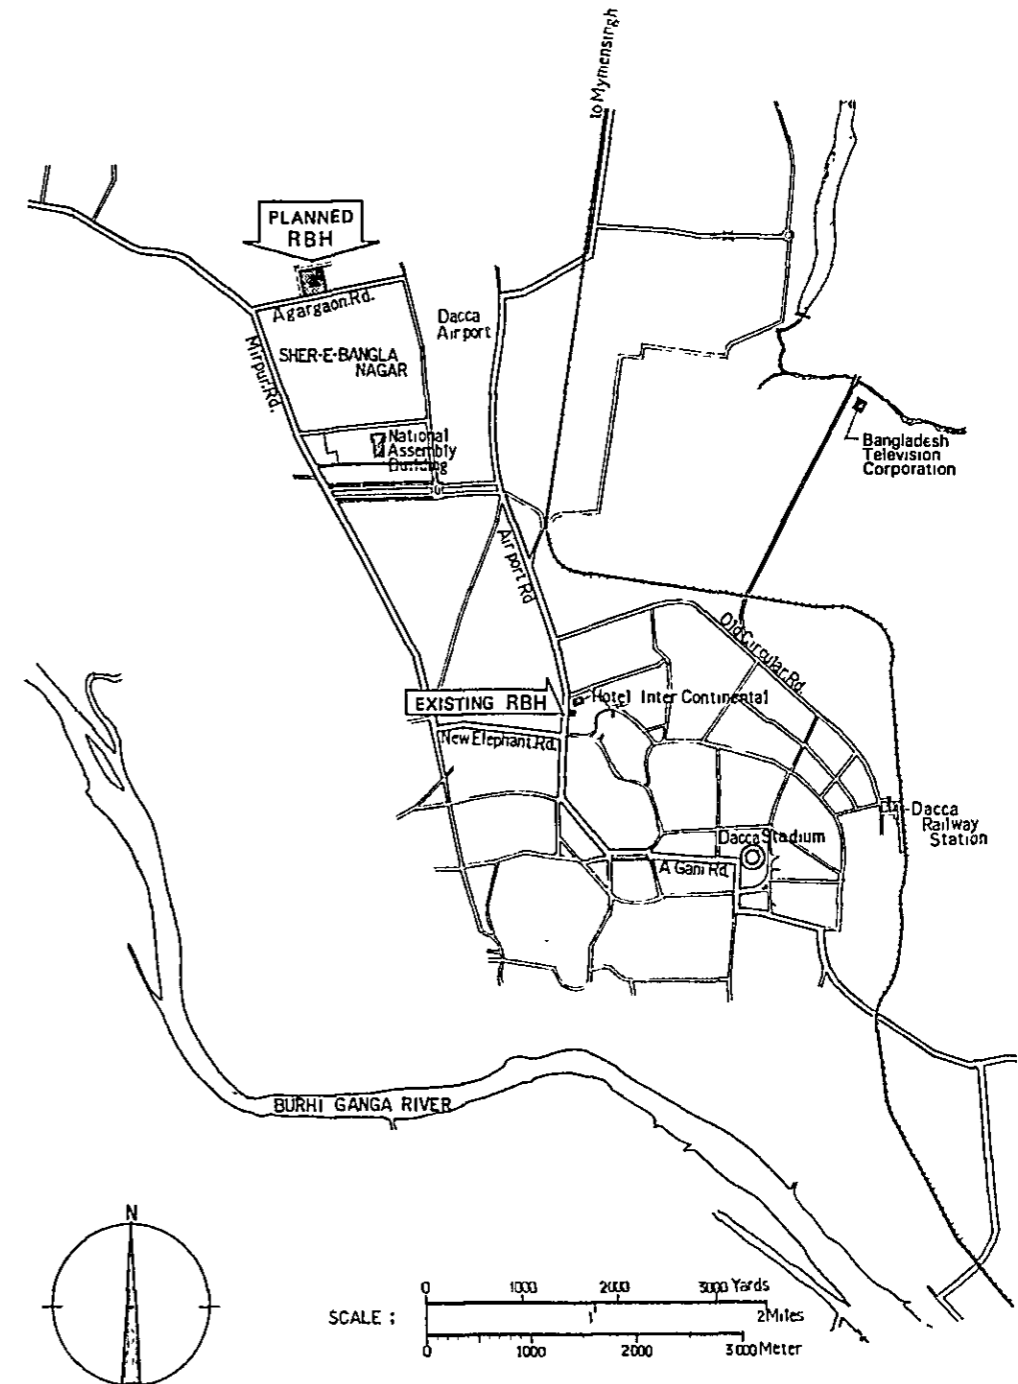 to Mymensingh
PLANNED
RBH
Agargaon.Rd.
Dacca
Airport
Mirpur.Rd.
SHER-E-BANGLA
NAGAR
National
Assembly
Building
Bangladesh
Television
Corporation
Airport Rd
Old Circular.Rd.
EXISTING RBH
Hotel Inter Continental
New Elephant.Rd.
Dacca
Railway
Station
Dacca Stadium
A Gani Rd.
BURHI GANGA RIVER
N
SCALE :
0 1000 2000 3000 Yards
1 2Miles
0 1000 2000 3000 Meter